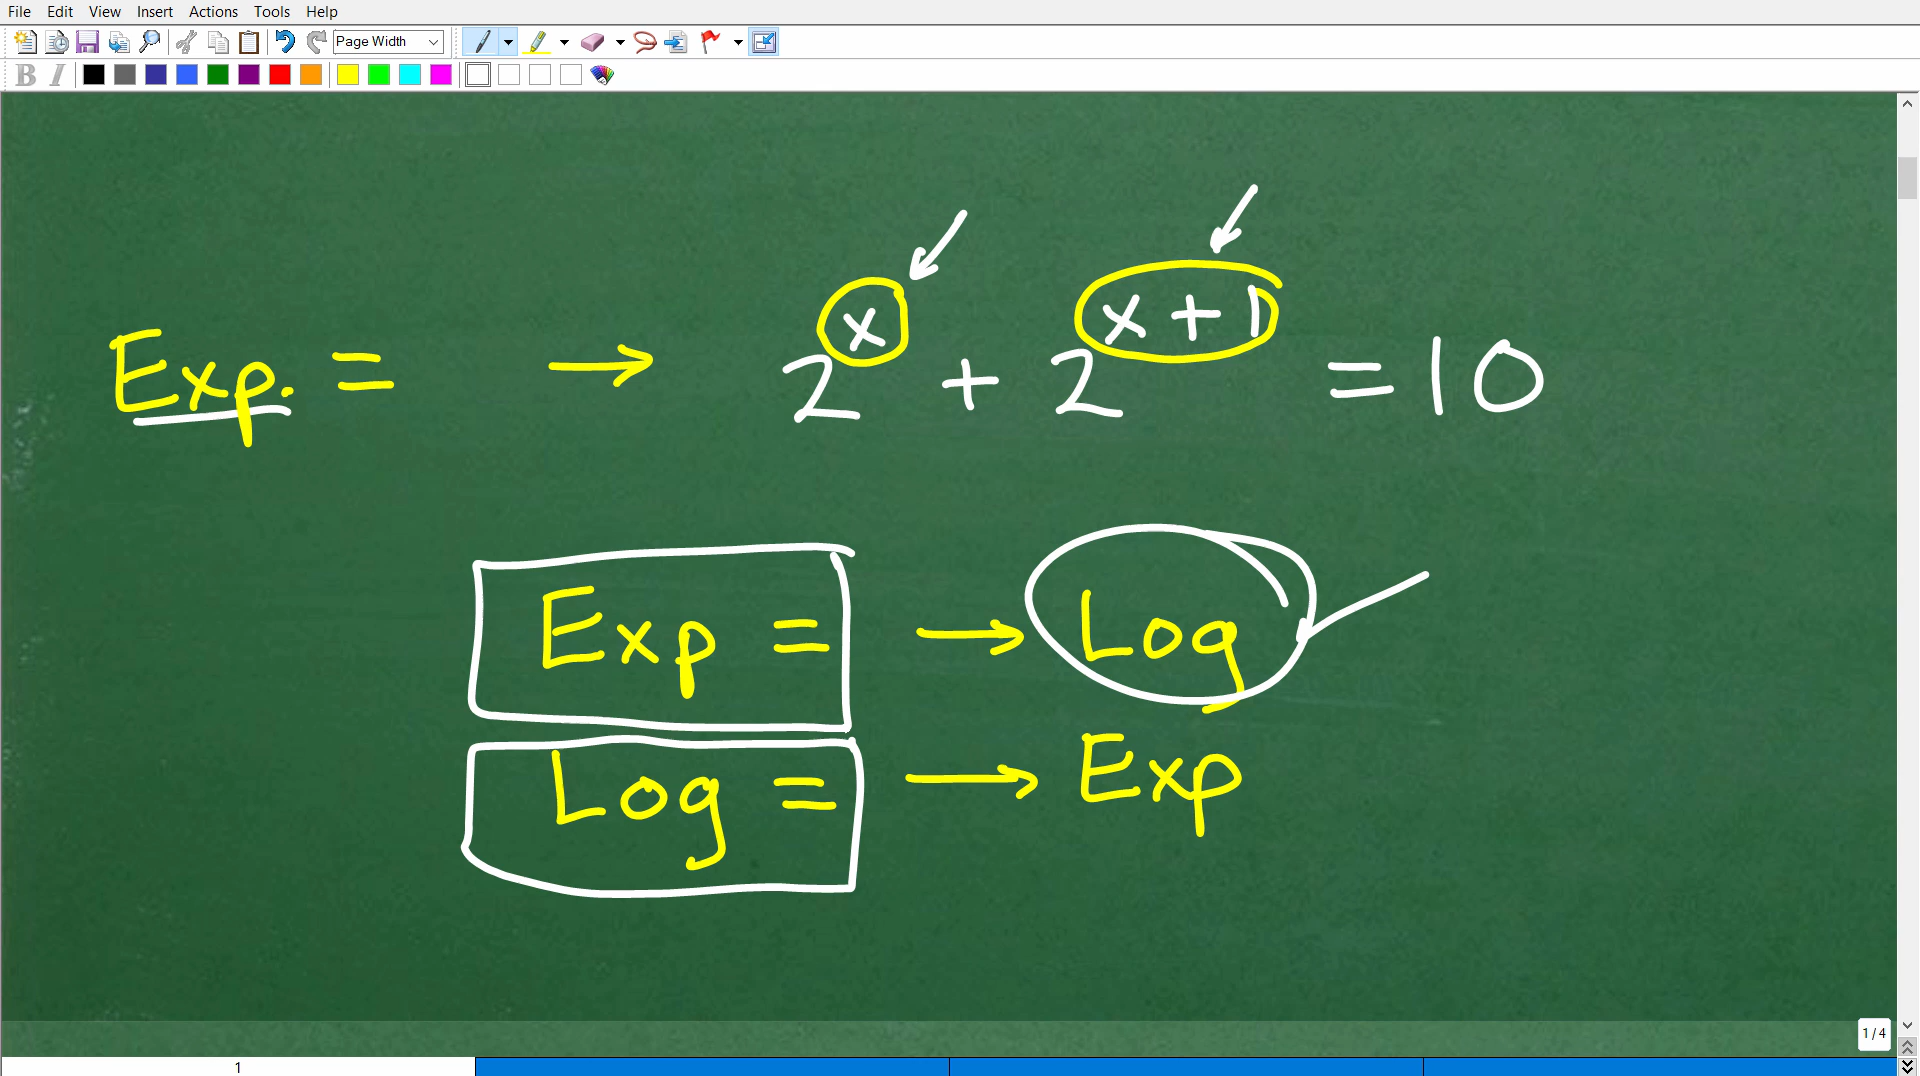 File Edit View Insert Actions Tools Help
Page Width
B I
Exp. = → 2^x + 2^(x+1) = 10
Exp = → Log
Log = → Exp
1 / 4
1